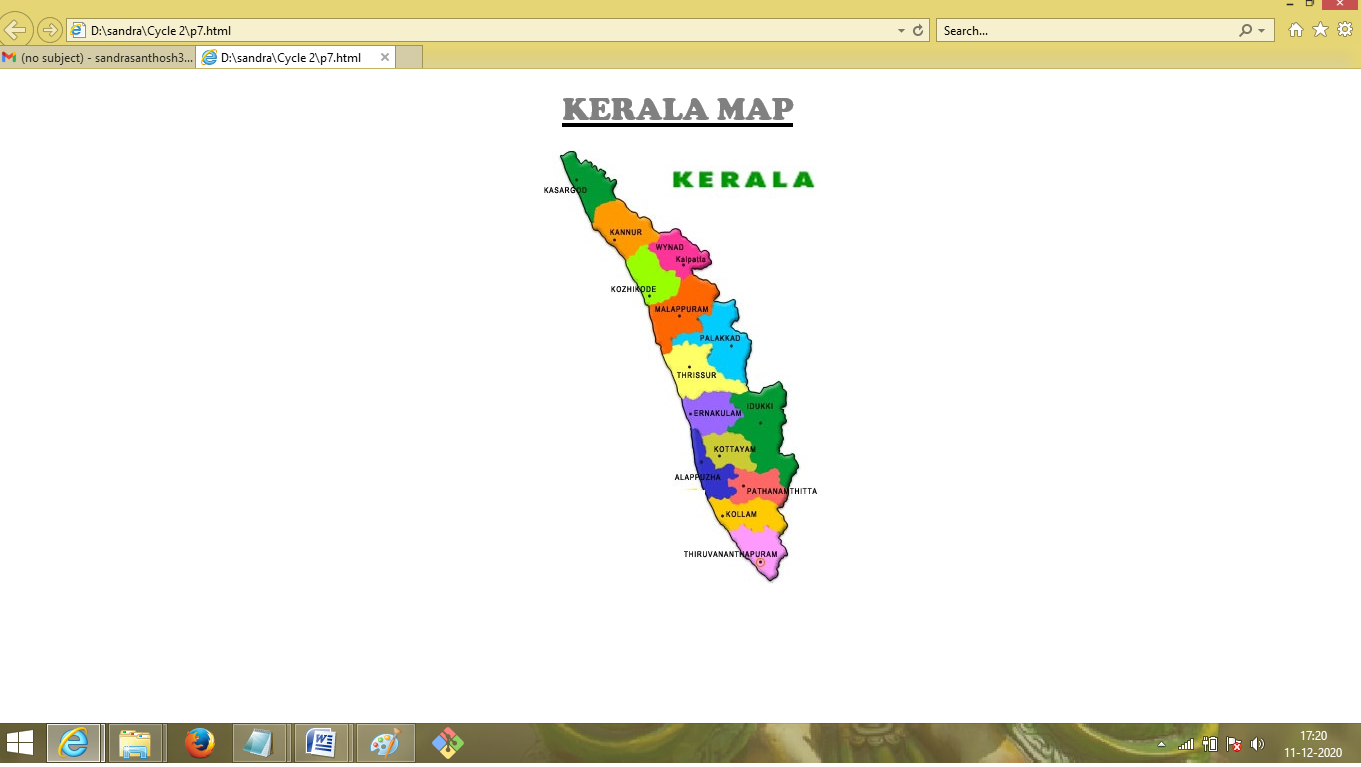 D:\sandra\Cycle 2\p7.html
Search...
(no subject) - sandrasanthosh3...
D:\sandra\Cycle 2\p7.html
KERALA MAP
KERALA
KASARGOD
KANNUR
WYNAD
Kalpatta
KOZHIKODE
MALAPPURAM
PALAKKAD
THRISSUR
IDUKKI
ERNAKULAM
KOTTAYAM
ALAPPUZHA
PATHANAMTHITTA
KOLLAM
THIRUVANANTHAPURAM
17:20
11-12-2020